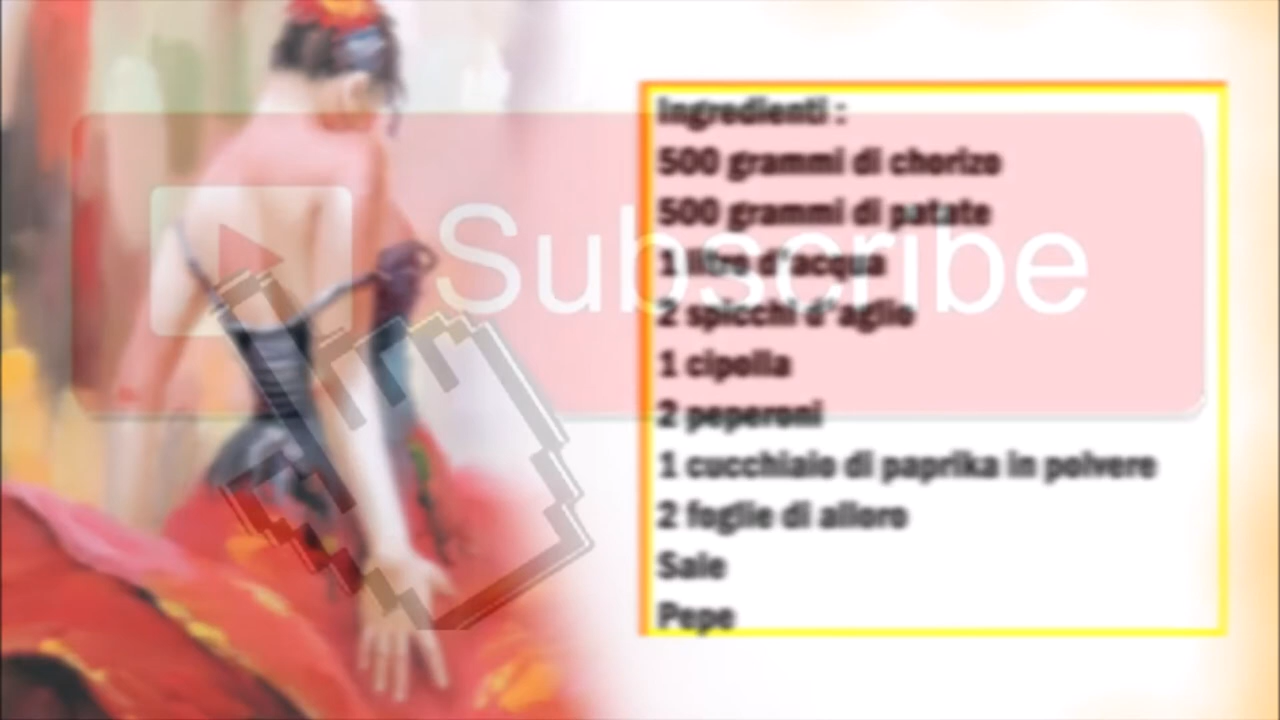 Ingredienti :
500 grammi di chorizo
500 grammi di patate
Subscribe
1 litro d'acqua
2 spicchi d'aglio
1 cipolla
2 peperoni
1 cucchiaio di paprika in polvere
2 foglie di alloro
Sale
Pepe